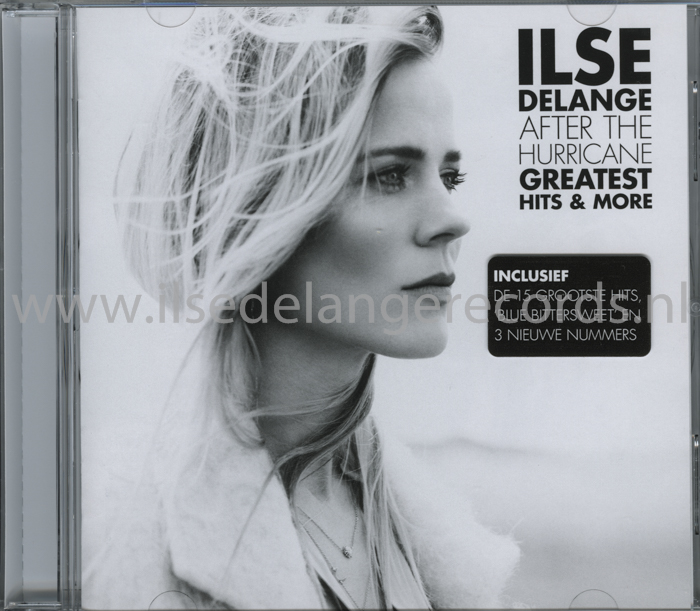 ILSE
DELANGE
AFTER THE
HURRICANE
GREATEST
HITS & MORE
INCLUSIEF
DE 15 GROOTSTE HITS,
'BLUE BITTERSWEET' EN
3 NIEUWE NUMMERS
www.ilsedelangerecords.nl